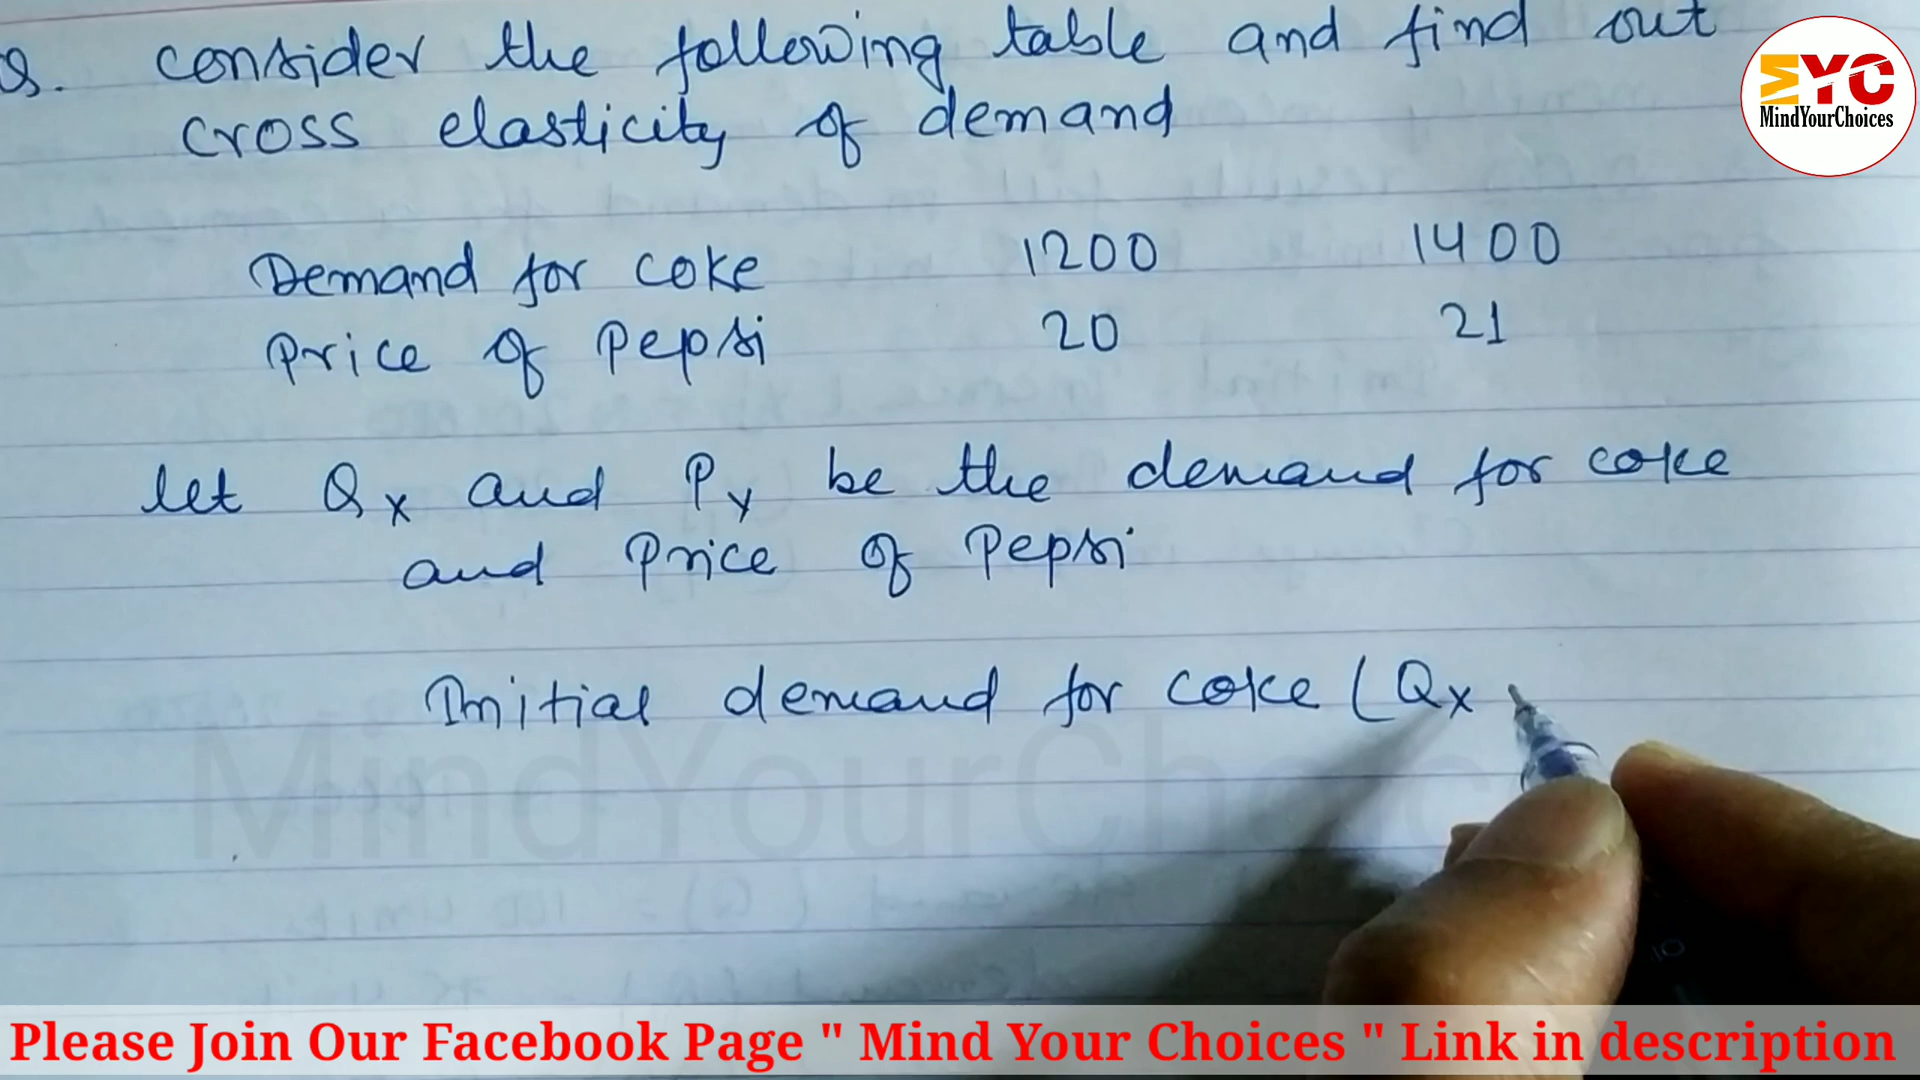 Q. Consider the following table and find out
cross elasticity of demand
Demand for coke 1200 1400
Price of Pepsi 20 21
let Qx and Py be the demand for coke
and Price of Pepsi
Initial demand for coke (Qx
MYC
MindYourChoices
MindYourChoic
Please Join Our Facebook Page " Mind Your Choices " Link in description